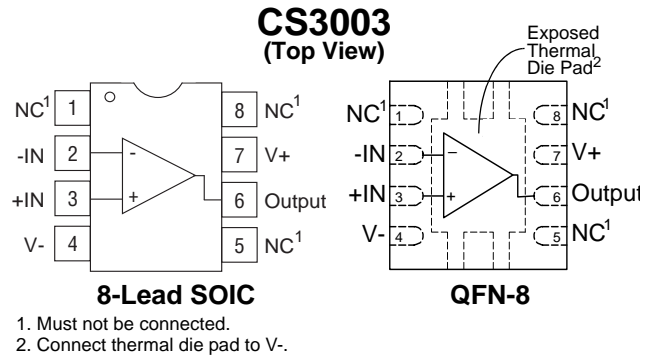 CS3003
(Top View)
Exposed
Thermal
Die Pad²
NC¹ 1 8 NC¹
-IN 2 - 7 V+
+IN 3 + 6 Output
V- 4 5 NC¹
8-Lead SOIC
NC¹ 1 8 NC¹
-IN 2 - 7 V+
+IN 3 + 6 Output
V- 4 5 NC¹
QFN-8
1. Must not be connected.
2. Connect thermal die pad to V-.